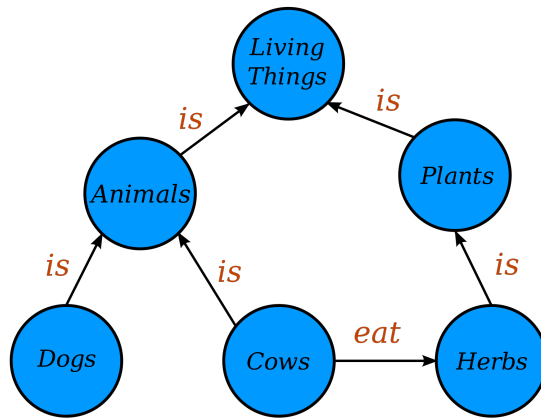 Living
Things
is
is
Animals
Plants
is
is
is
eat
Dogs
Cows
Herbs